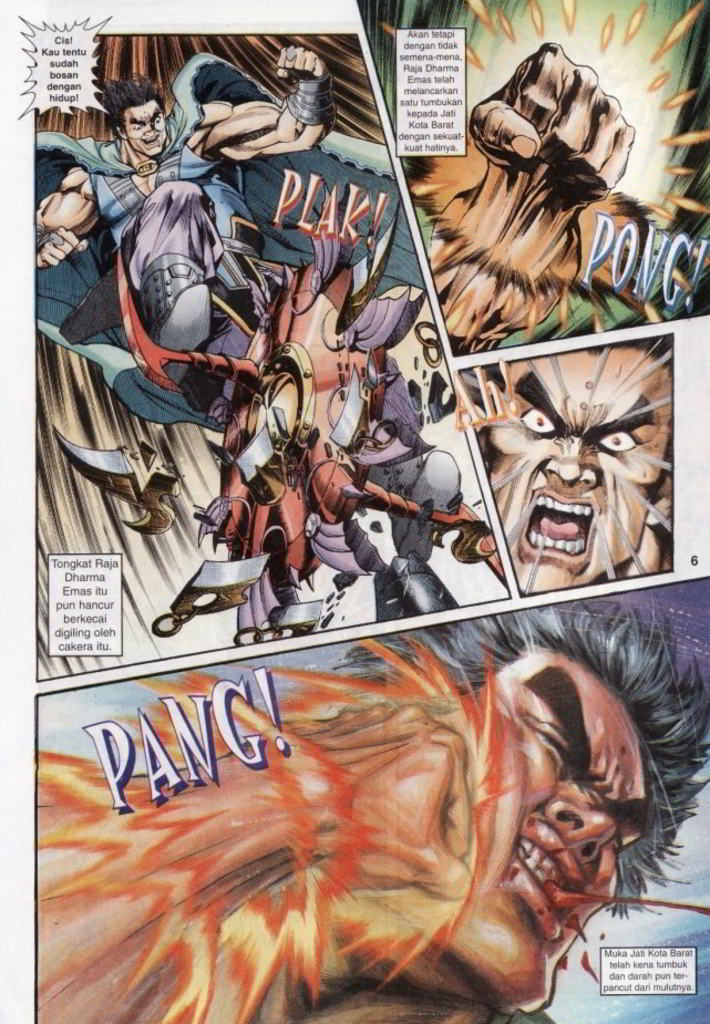 Cis!
Kau tentu
sudah
bosan
dengan
hidup!
PLAK!
Tongkat Raja
Dharma
Emas itu
pun hancur
berkecai
digiling oleh
cakera itu.
Akan tetapi
dengan tidak
semena-mena,
Raja Dharma
Emas telah
melancarkan
satu tumbukan
kepada Jati
Kota Barat
dengan sekuat-
kuat hatinya.
PONG!
Ah!
6
PANG!
Muka Jati Kota Barat
telah kena tumbuk
dan darah pun ter-
pancut dari mulutnya.